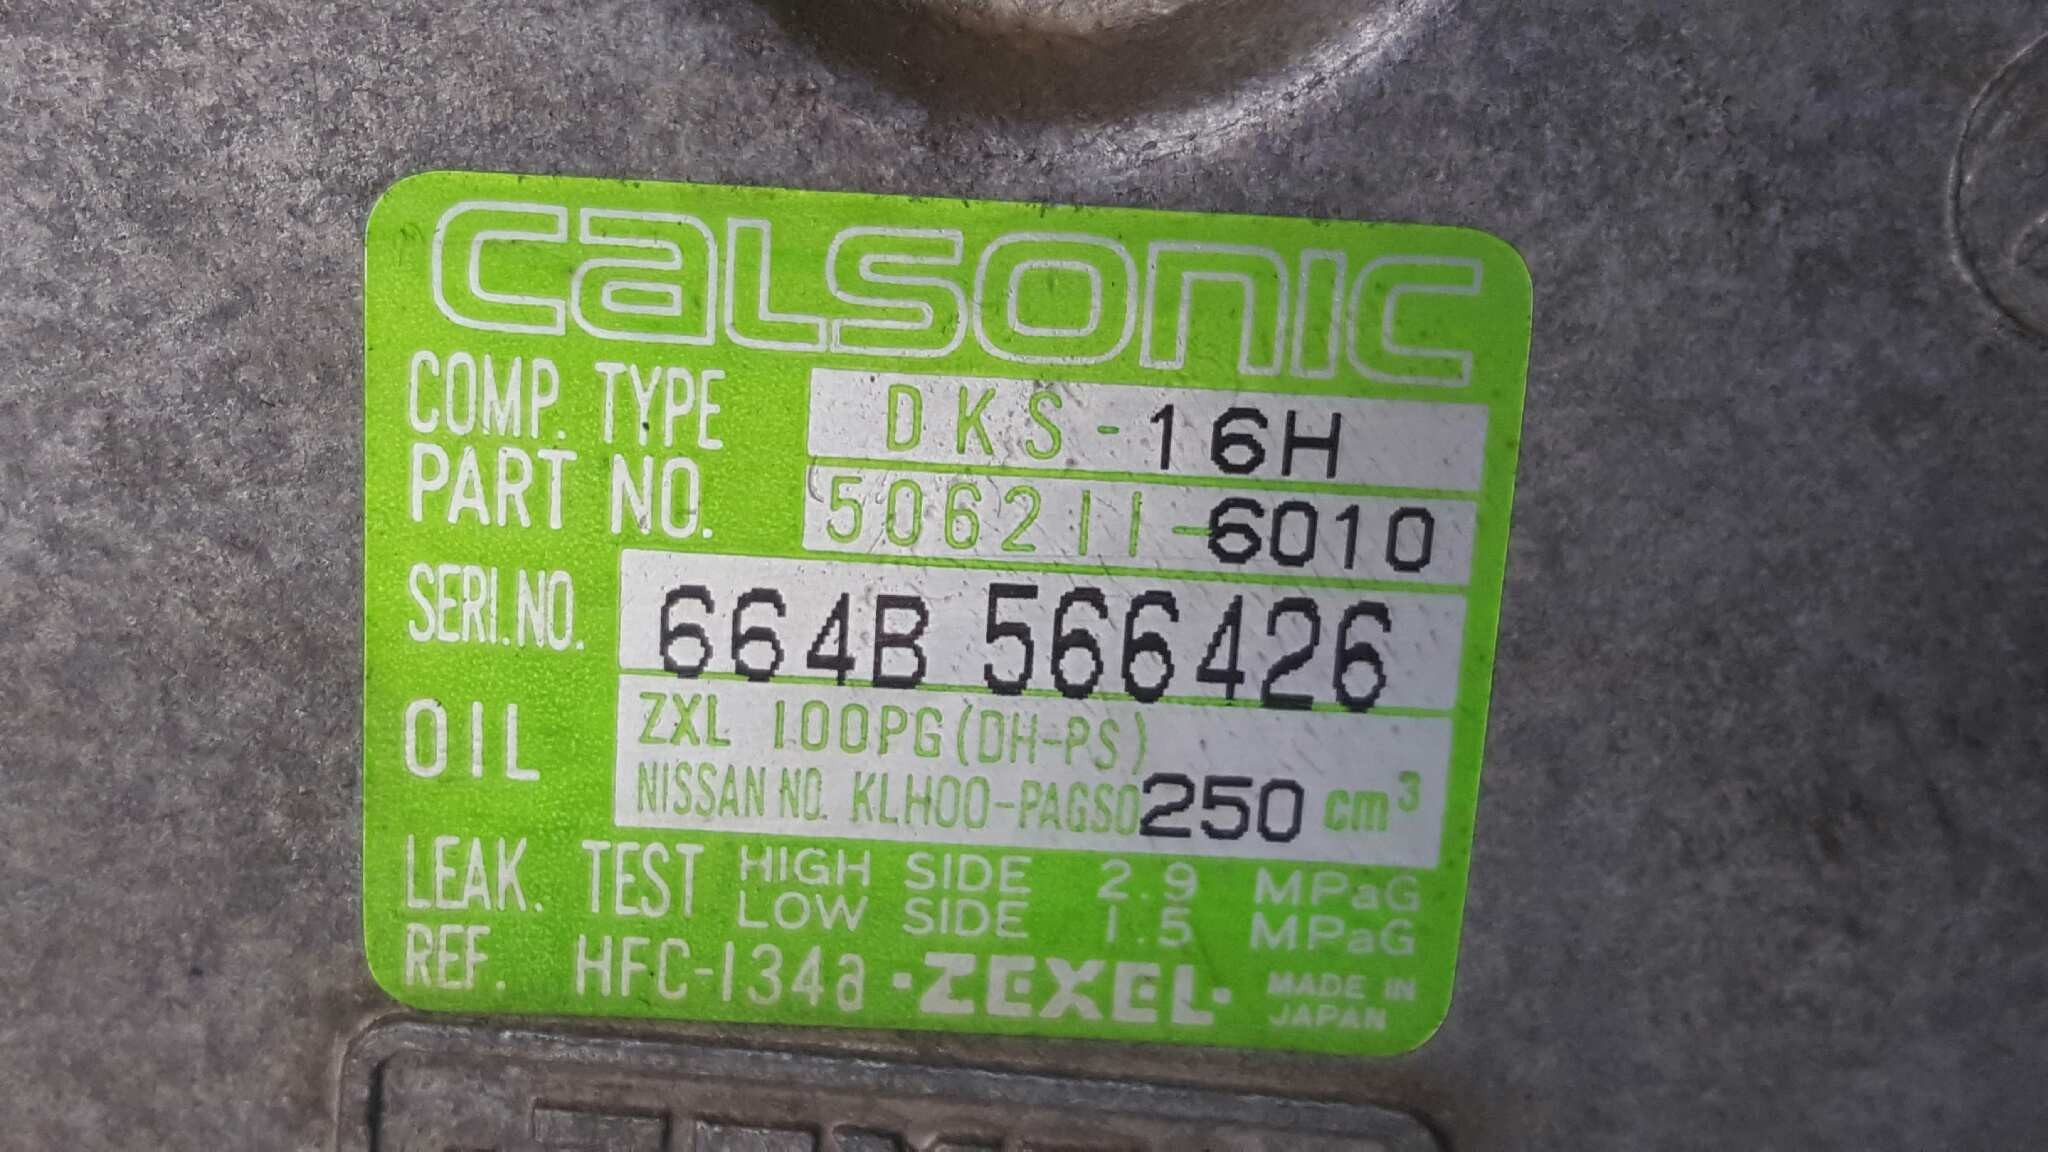 CALSONIC
COMP. TYPE DKS-16H
PART NO. 506211-6010
SERI.NO. 664B 566426
OIL ZXL 100PG(DH-PS)
NISSAN NO. KLH00-PAGS0 250 cm³
LEAK. TEST HIGH SIDE 2.9 MPaG
LOW SIDE 1.5 MPaG
REF. HFC-134a ·ZEXEL· MADE IN
JAPAN